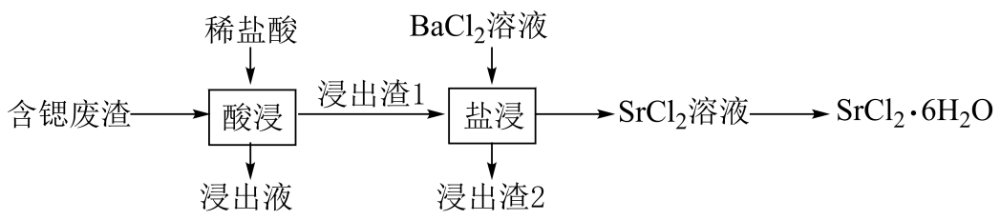 稀盐酸
BaCl₂溶液
含锶废渣
酸浸
浸出渣1
盐浸
SrCl₂溶液
SrCl₂·6H₂O
浸出液
浸出渣2